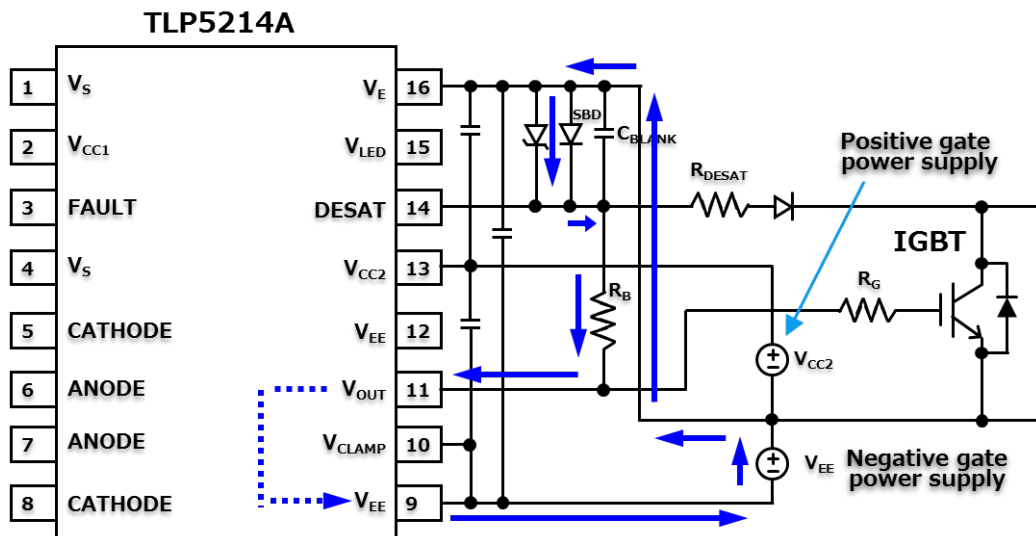 TLP5214A
1 VS VE 16
2 VCC1 VLED 15
3 FAULT DESAT 14
4 VS VCC2 13
5 CATHODE VEE 12
6 ANODE VOUT 11
7 ANODE VCLAMP 10
8 CATHODE VEE 9
SBD
CBLANK
RDESAT
Positive gate
power supply
IGBT
RB
RG
VCC2
VEE
Negative gate
power supply